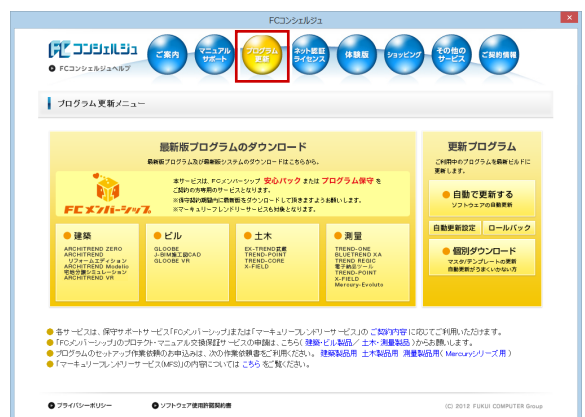 FCコンシェルジュ
FCコンシェルジュ
FCコンシェルジュヘルプ
ご案内
マニュアル
サポート
プログラム
更新
ネット認証
ライセンス
体験版
ショッピング
その他の
サービス
ご契約情報
プログラム更新メニュー
最新版プログラムのダウンロード
最新版プログラム及び最新版システムのダウンロードはこちらから。
FCメンバーシップ
本サービスは、FCメンバーシップ 安心パック または プログラム保守 を
ご契約の方専用のサービスとなります。
※保守契約期間内に最新版をダウンロードして頂きますようお願いします。
※マーキュリーフレンドリーサービスも対象となります。
建築
ARCHITREND ZERO
ARCHITREND
リフォームエディション
ARCHITREND Modelio
宅地分譲シミュレーション
ARCHITREND VR
ビル
GLOOBE
J-BIM施工図CAD
GLOOBE VR
土木
EX-TREND武蔵
TREND-POINT
TREND-CORE
X-FIELD
測量
TREND-ONE
BLUETREND XA
TREND REGIC
電子納品ツール
TREND-POINT
X-FIELD
Mercury-Evoluto
更新プログラム
ご利用中のプログラムを最新ビルドに
更新します。
自動で更新する
ソフトウェアの自動更新
自動更新設定 ロールバック
個別ダウンロード
マスタ/テンプレートの更新
自動更新がうまくいかない方
各サービスは、保守サポートサービス「FCメンバーシップ」または「マーキュリーフレンドリーサービス」の ご契約内容 に応じてご利用いただけます。
「FCメンバーシップ」のプロテクト・マニュアル交換保証サービスの申請は、こちら( 建築・ビル製品 / 土木・測量製品 )からお願いします。
プログラムのセットアップ作業依頼のお申込みは、次の作業依頼書をご利用ください。 建築製品用 土木製品用 測量製品用( Mercuryシリーズ用 )
「マーキュリーフレンドリーサービス(MFS)」の内容については こちら をご覧ください。
プライバシーポリシー ソフトウェア使用許諾契約書 (C) 2012 FUKUI COMPUTER Group